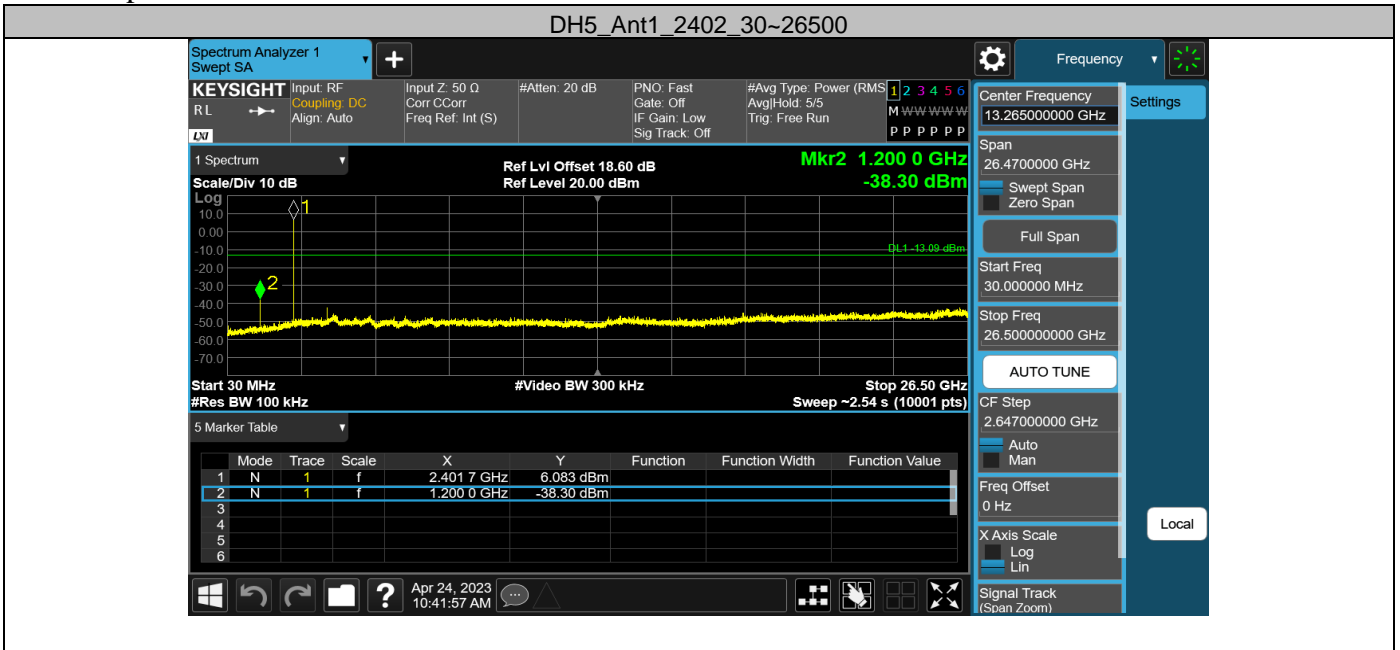 DH5_Ant1_2402_30~26500
Spectrum Analyzer 1
Swept SA
+
Frequency
KEYSIGHT
RL
LXI
Input: RF
Coupling: DC
Align: Auto
Input Z: 50 Ω
Corr CCorr
Freq Ref: Int (S)
#Atten: 20 dB
PNO: Fast
Gate: Off
IF Gain: Low
Sig Track: Off
#Avg Type: Power (RMS
Avg|Hold: 5/5
Trig: Free Run
1 2 3 4 5 6
M W W W W W
P P P P P P
1 Spectrum
Scale/Div 10 dB
Ref Lvl Offset 18.60 dB
Ref Level 20.00 dBm
Mkr2 1.200 0 GHz
-38.30 dBm
Log
10.0
0.00
-10.0
-20.0
-30.0
-40.0
-50.0
-60.0
-70.0
1
2
DL1 -13.09 dBm
Start 30 MHz
#Res BW 100 kHz
#Video BW 300 kHz
Stop 26.50 GHz
Sweep ~2.54 s (10001 pts)
5 Marker Table
Mode Trace Scale X Y Function Function Width Function Value
1 N 1 f 2.401 7 GHz 6.083 dBm
2 N 1 f 1.200 0 GHz -38.30 dBm
3
4
5
6
?
Apr 24, 2023
10:41:57 AM
Center Frequency
13.265000000 GHz
Span
26.4700000 GHz
Swept Span
Zero Span
Full Span
Start Freq
30.000000 MHz
Stop Freq
26.500000000 GHz
AUTO TUNE
CF Step
2.647000000 GHz
Auto
Man
Freq Offset
0 Hz
X Axis Scale
Log
Lin
Signal Track
(Span Zoom)
Settings
Local